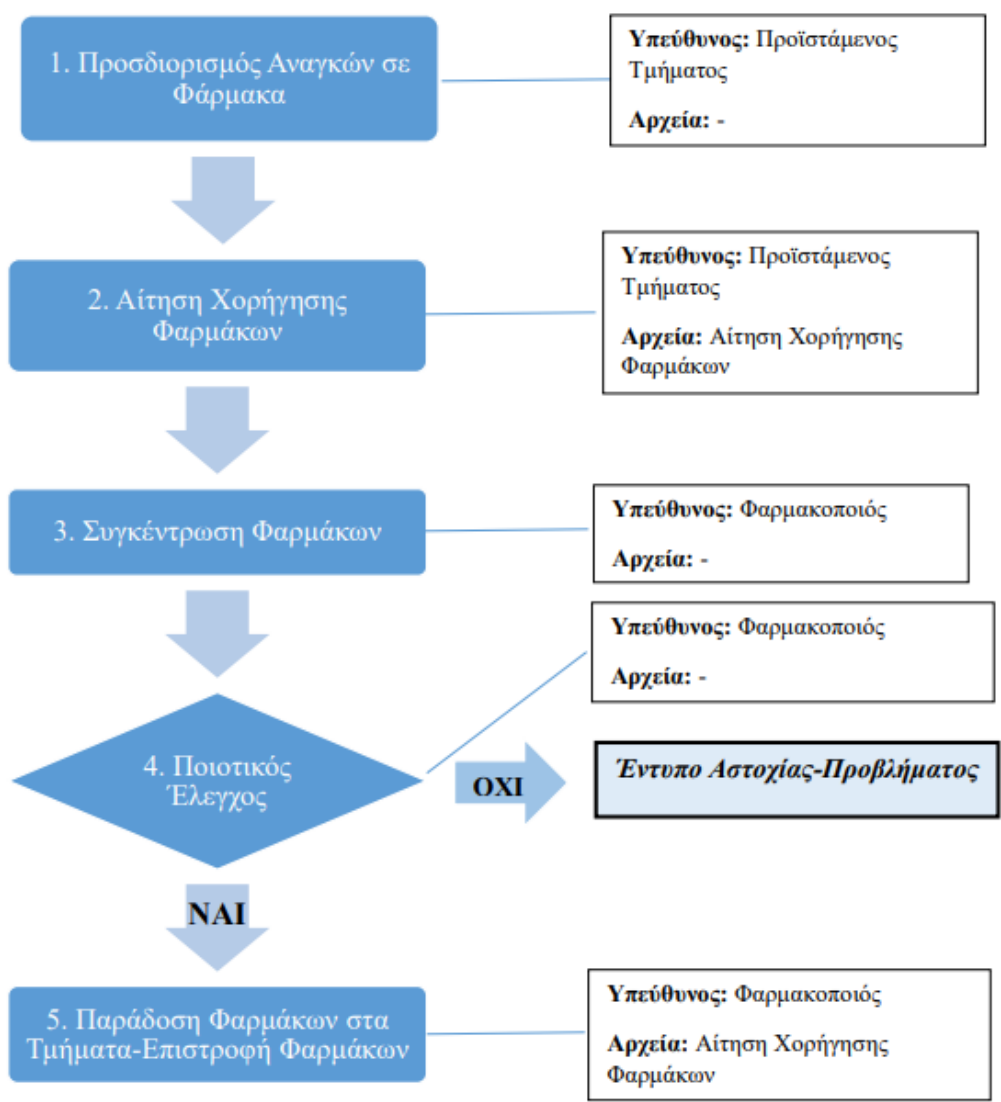 1. Προσδιορισμός Αναγκών σε
Φάρμακα
Υπεύθυνος: Προϊστάμενος
Τμήματος
Αρχεία: -
2. Αίτηση Χορήγησης
Φαρμάκων
Υπεύθυνος: Προϊστάμενος
Τμήματος
Αρχεία: Αίτηση Χορήγησης
Φαρμάκων
3. Συγκέντρωση Φαρμάκων
Υπεύθυνος: Φαρμακοποιός
Αρχεία: -
4. Ποιοτικός
Έλεγχος
Υπεύθυνος: Φαρμακοποιός
Αρχεία: -
ΟΧΙ
Έντυπο Αστοχίας-Προβλήματος
ΝΑΙ
5. Παράδοση Φαρμάκων στα
Τμήματα-Επιστροφή Φαρμάκων
Υπεύθυνος: Φαρμακοποιός
Αρχεία: Αίτηση Χορήγησης
Φαρμάκων